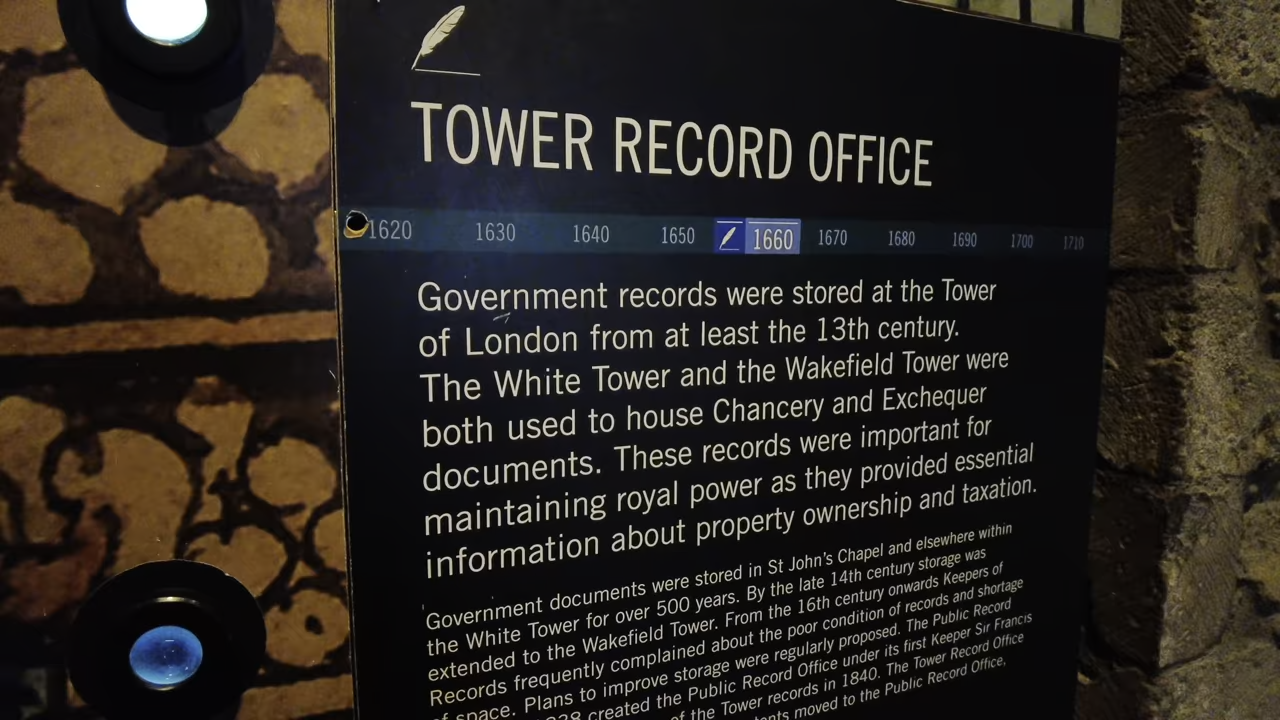 TOWER RECORD OFFICE
1620 1630 1640 1650 1660 1670 1680 1690 1700 1710
Government records were stored at the Tower
of London from at least the 13th century.
The White Tower and the Wakefield Tower were
both used to house Chancery and Exchequer
documents. These records were important for
maintaining royal power as they provided essential
information about property ownership and taxation.
Government documents were stored in St John's Chapel and elsewhere within
the White Tower for over 500 years. By the late 14th century storage was
extended to the Wakefield Tower. From the 16th century onwards Keepers of
Records frequently complained about the poor condition of records and shortage
of space. Plans to improve storage were regularly proposed. The Public Record
created the Public Record Office under its first Keeper Sir Francis
of the Tower records in 1840. The Tower Record Office
moved to the Public Record Office,